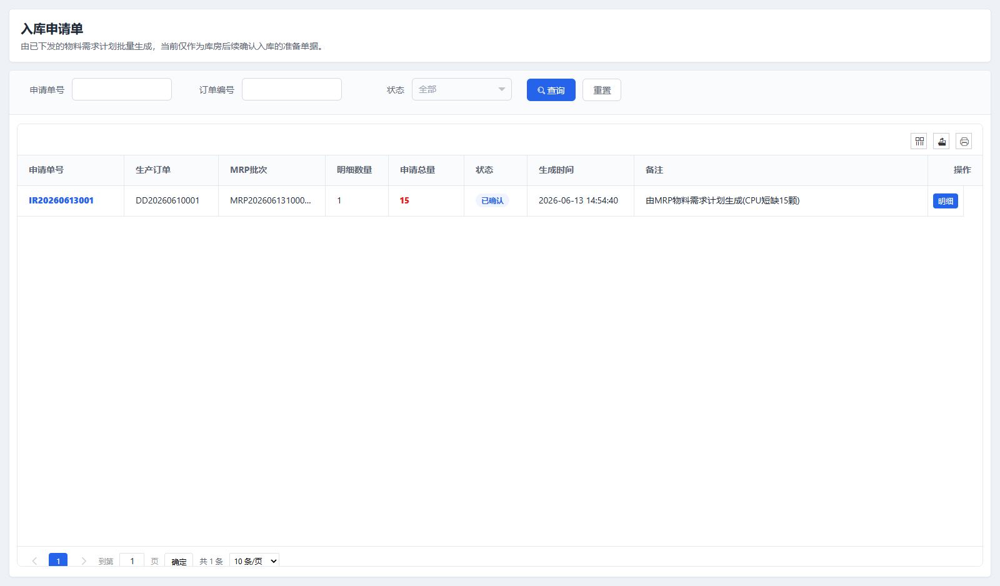 入库申请单
由已下发的物料需求计划批量生成，当前仅作为库房后续确认入库的准备单据。
申请单号 订单编号 状态 全部 查询 重置
申请单号 生产订单 MRP批次 明细数量 申请总量 状态 生成时间 备注 操作
IR20260613001 DD20260610001 MRP202606131000... 1 15 已确认 2026-06-13 14:54:40 由MRP物料需求计划生成(CPU短缺15颗) 明细
1 到第 1 页 确定 共 1 条 10 条/页